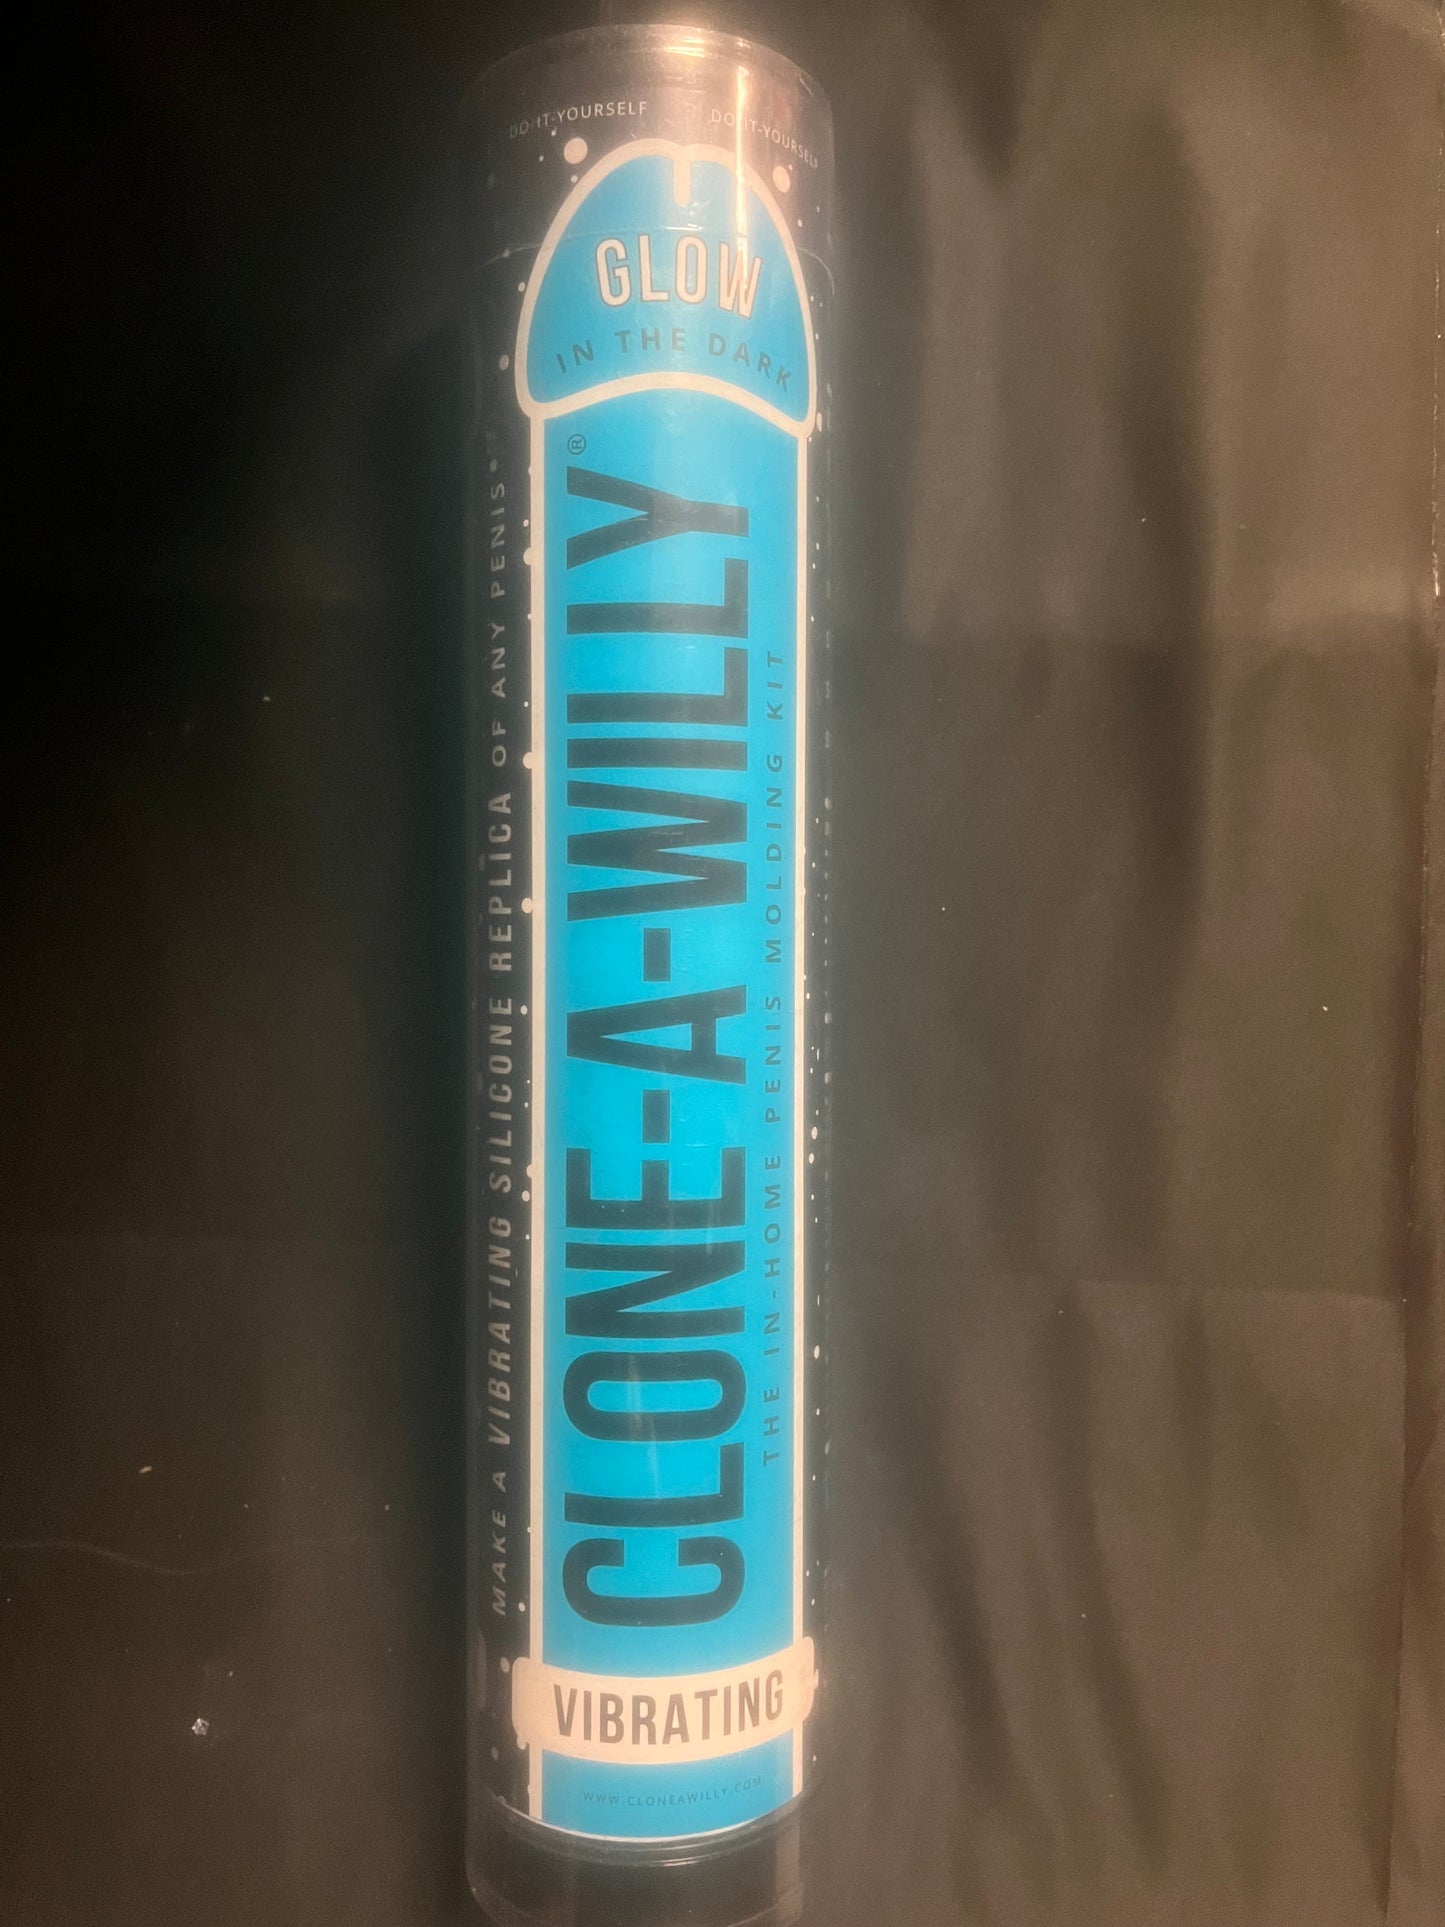 DO-IT-YOURSELF DO-IT-YOURSELF
GLOW
IN THE DARK
MAKE A VIBRATING SILICONE REPLICA OF ANY PENIS
CLONE-A-WILLY®
THE IN-HOME PENIS MOLDING KIT
VIBRATING
WWW.CLONEAWILLY.COM